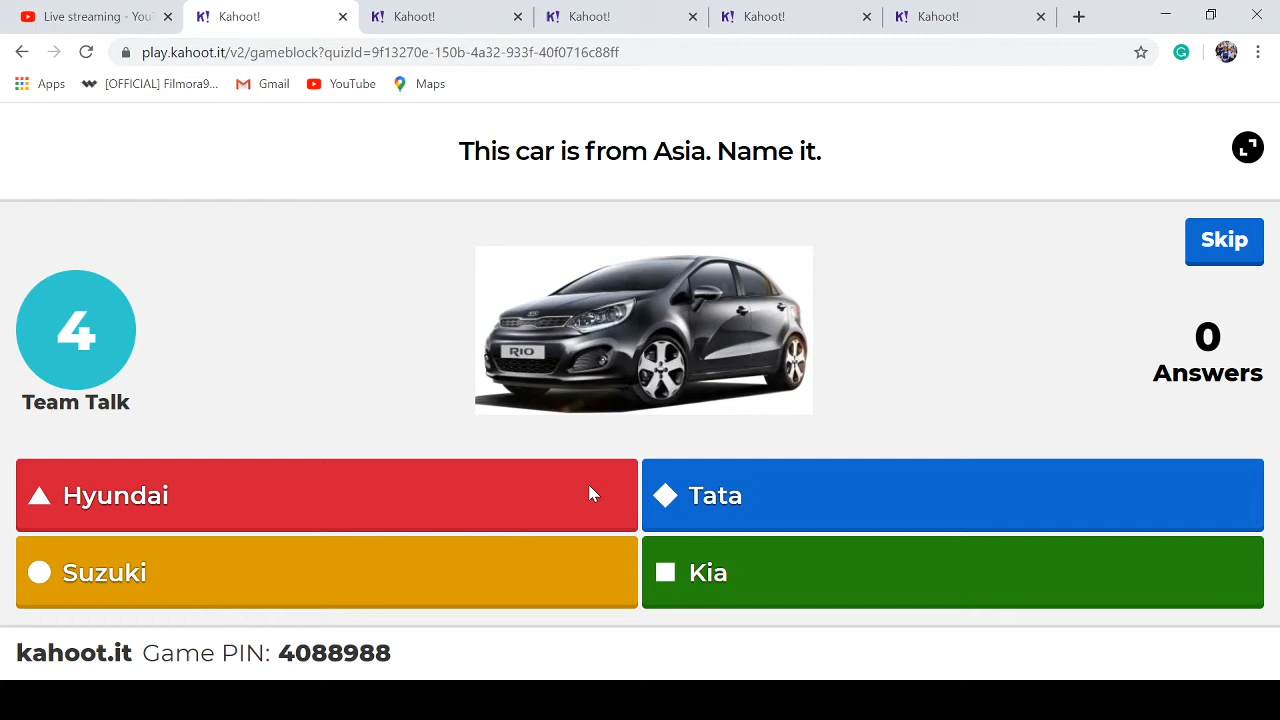 Live streaming - You
Kahoot!
Kahoot!
Kahoot!
Kahoot!
Kahoot!
play.kahoot.it/v2/gameblock?quizId=9f13270e-150b-4a32-933f-40f0716c88ff
Apps
[OFFICIAL] Filmora9...
Gmail
YouTube
Maps
This car is from Asia. Name it.
Skip
4
Team Talk
RIO
0
Answers
Hyundai
Tata
Suzuki
Kia
kahoot.it Game PIN: 4088988